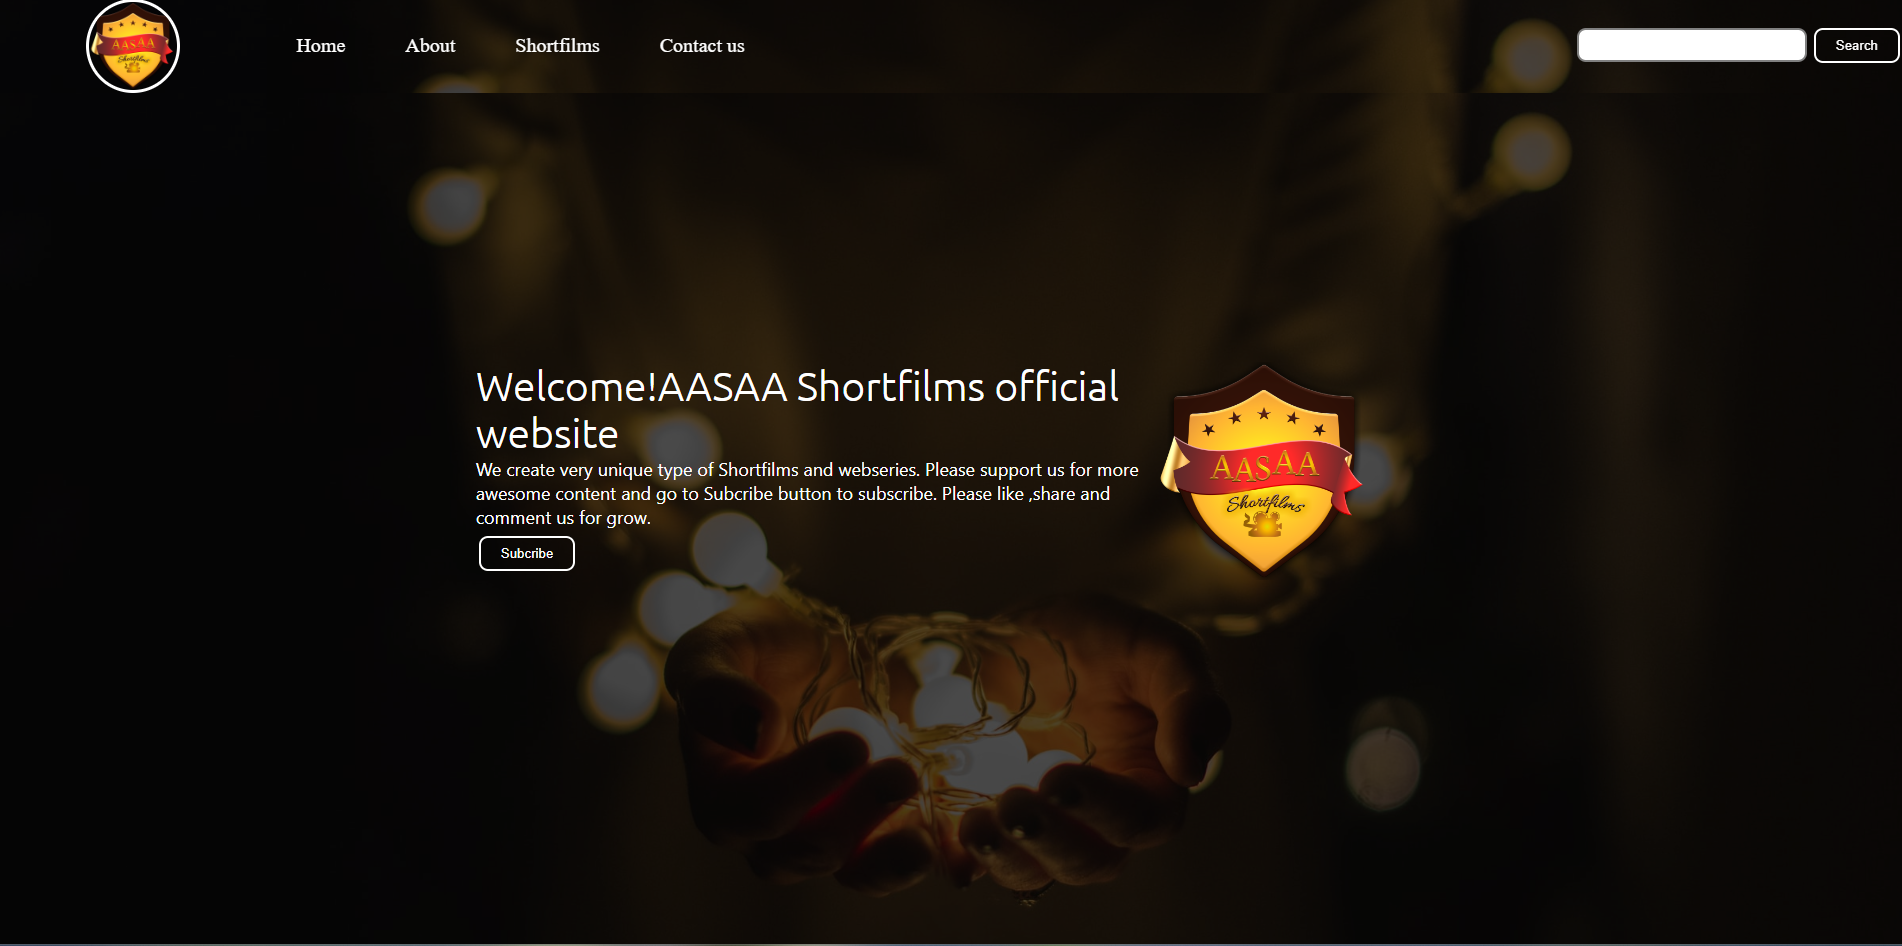 AASAA
Shortfilms
Home
About
Shortfilms
Contact us
Search
Welcome!AASAA Shortfilms official
website
We create very unique type of Shortfilms and webseries. Please support us for more
awesome content and go to Subcribe button to subscribe. Please like ,share and
comment us for grow.
Subcribe
AASAA
Shortfilms